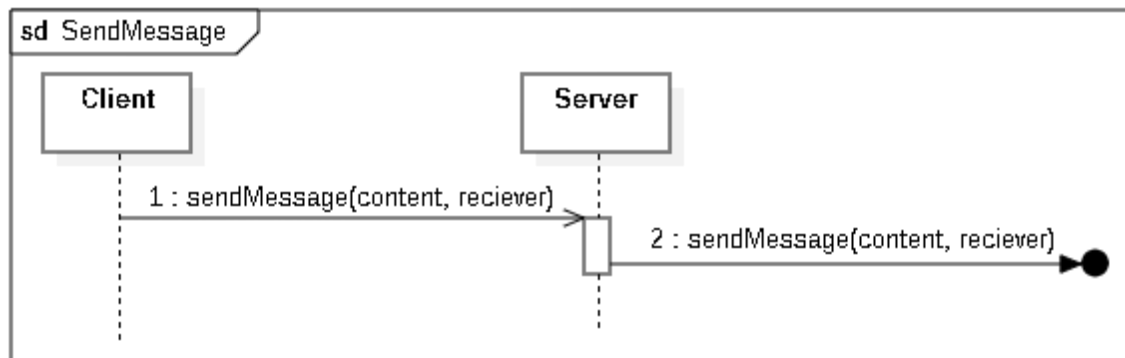 sd SendMessage
Client
Server
1 : sendMessage(content, reciever)
2 : sendMessage(content, reciever)